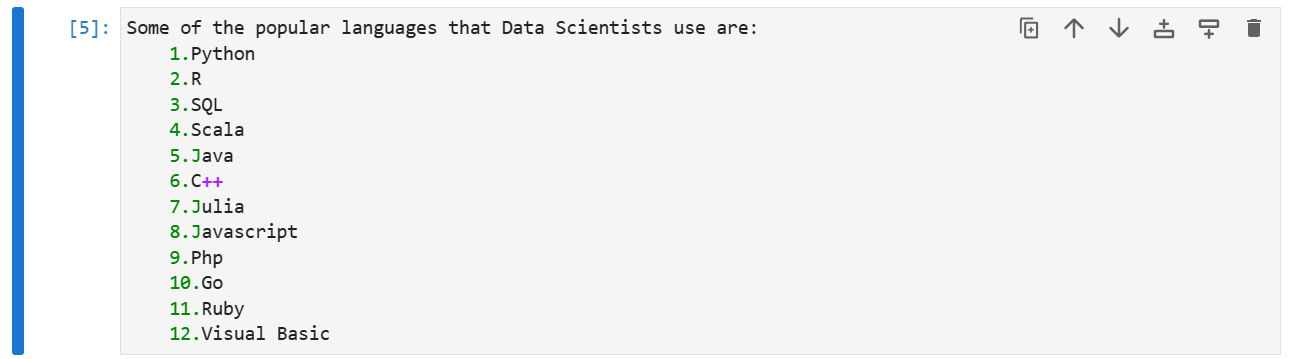 [5]: Some of the popular languages that Data Scientists use are:
1.Python
2.R
3.SQL
4.Scala
5.Java
6.C++
7.Julia
8.Javascript
9.Php
10.Go
11.Ruby
12.Visual Basic